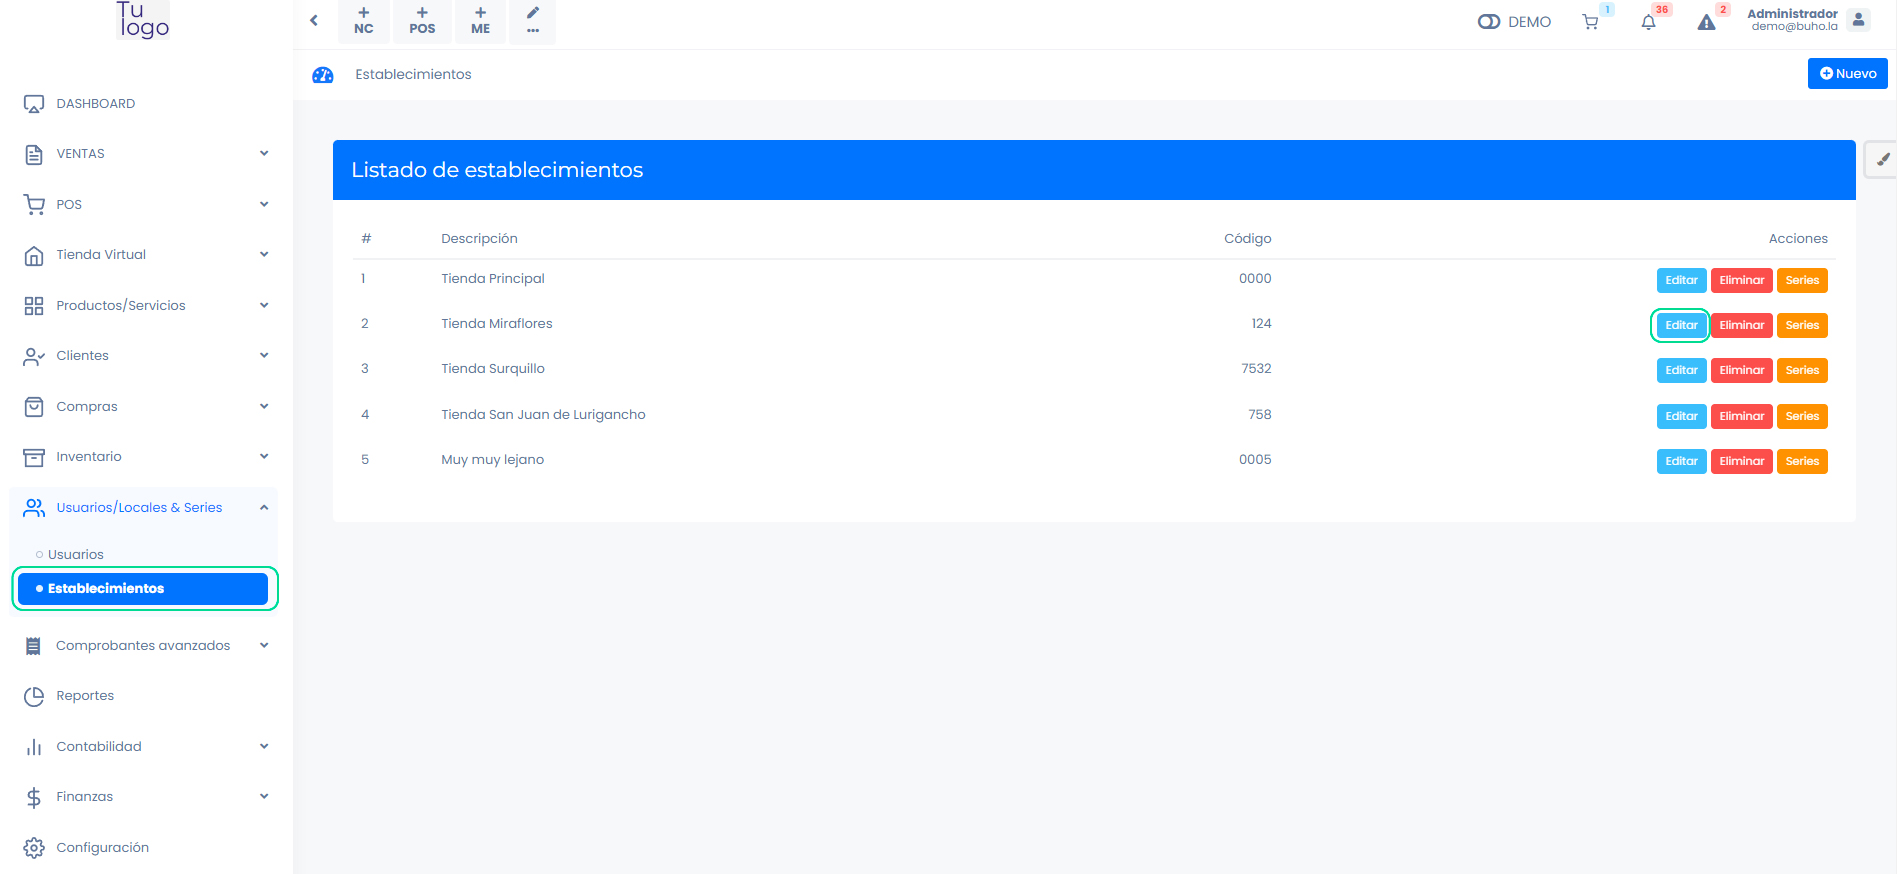 Tu
logo
NC
POS
ME
...
DEMO
1
36
2
Administrador
demo@buho.la
Establecimientos
Nuevo
DASHBOARD
VENTAS
POS
Tienda Virtual
Productos/Servicios
Clientes
Compras
Inventario
Usuarios/Locales & Series
Usuarios
Establecimientos
Comprobantes avanzados
Reportes
Contabilidad
Finanzas
Configuración
Listado de establecimientos
# Descripción Código Acciones
1 Tienda Principal 0000 Editar Eliminar Series
2 Tienda Miraflores 124 Editar Eliminar Series
3 Tienda Surquillo 7532 Editar Eliminar Series
4 Tienda San Juan de Lurigancho 758 Editar Eliminar Series
5 Muy muy lejano 0005 Editar Eliminar Series